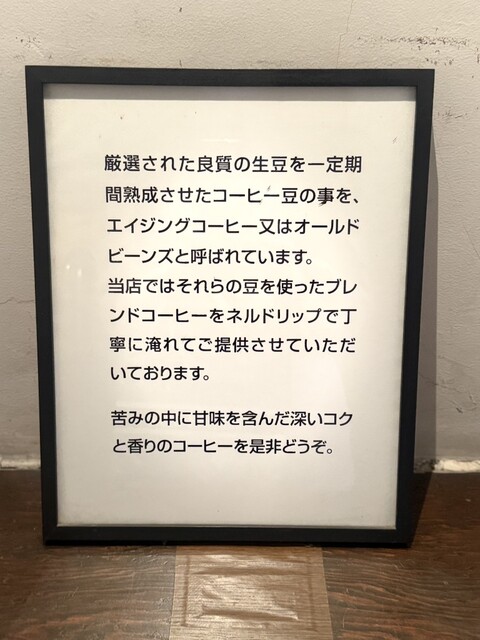 厳選された良質の生豆を一定期
間熟成させたコーヒー豆の事を、
エイジングコーヒー又はオールド
ビーンズと呼ばれています。
当店ではそれらの豆を使ったブレ
ンドコーヒーをネルドリップで丁
寧に淹れてご提供させていただ
いております。
苦みの中に甘味を含んだ深いコク
と香りのコーヒーを是非どうぞ。